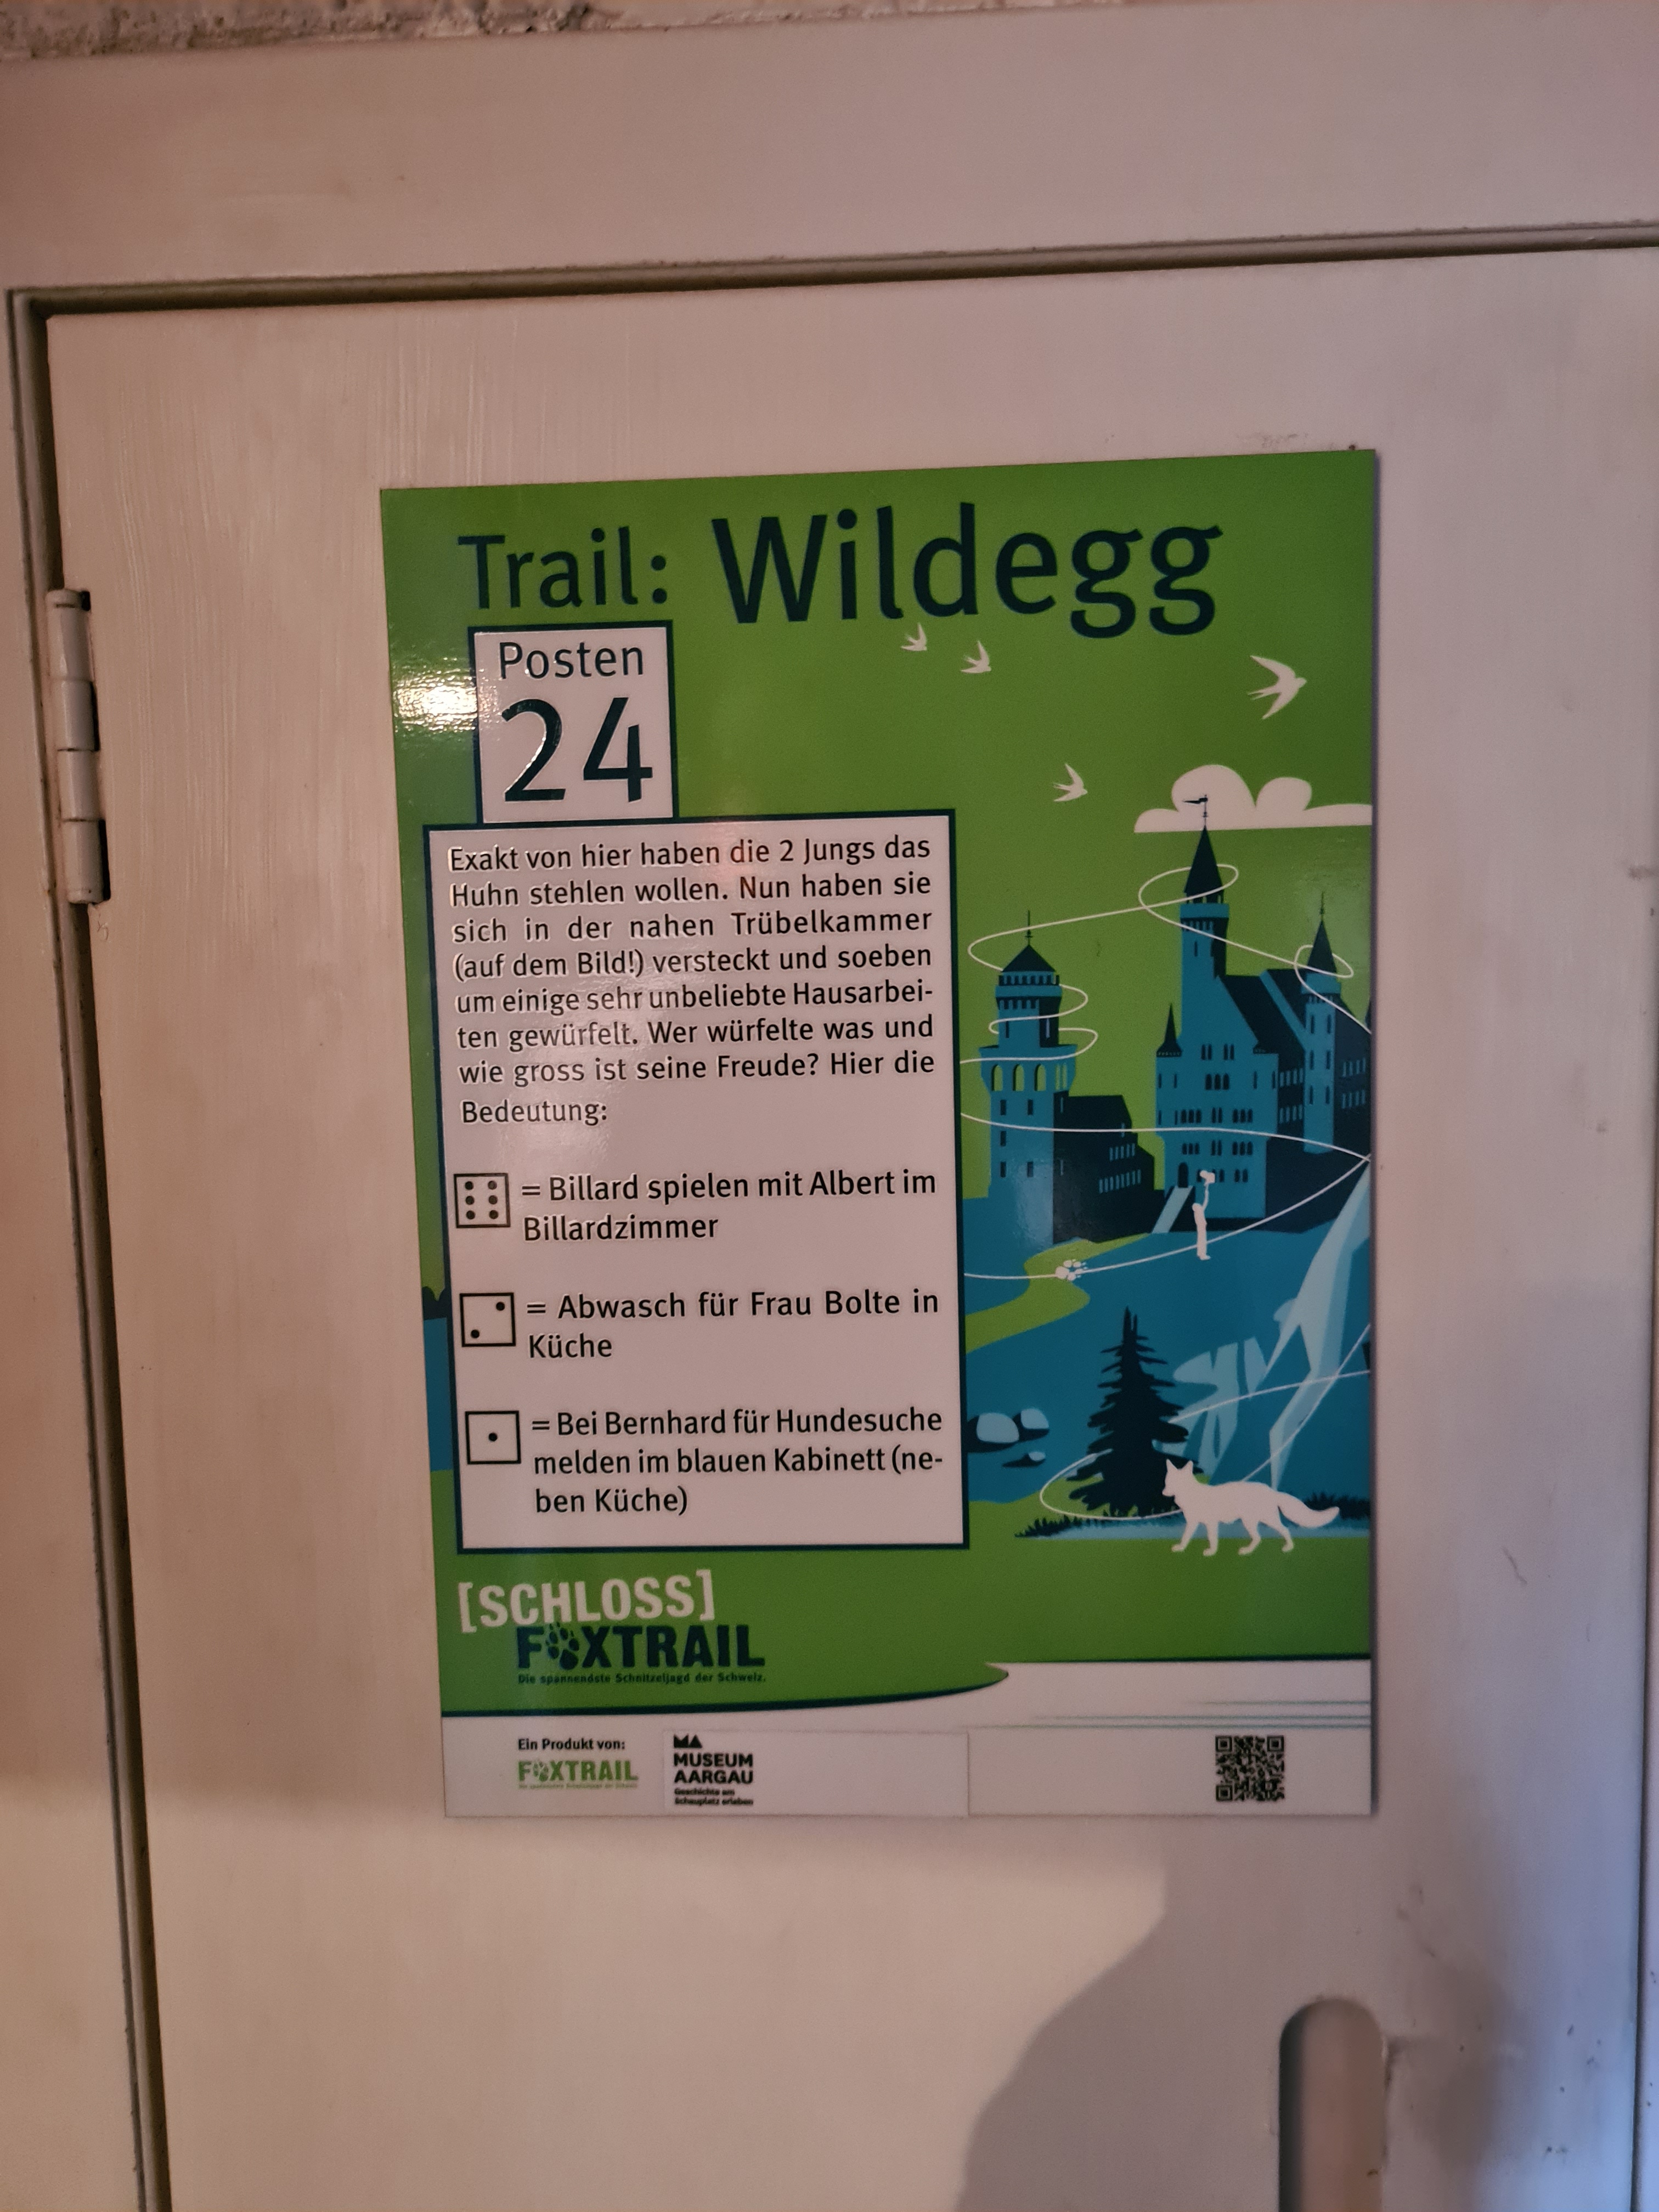 Trail: Wildegg
Posten
24
Exakt von hier haben die 2 Jungs das
Huhn stehlen wollen. Nun haben sie
sich in der nahen Trübelkammer
(auf dem Bild!) versteckt und soeben
um einige sehr unbeliebte Hausarbei-
ten gewürfelt. Wer würfelte was und
wie gross ist seine Freude? Hier die
Bedeutung:
= Billard spielen mit Albert im
Billardzimmer
= Abwasch für Frau Bolte in
Küche
= Bei Bernhard für Hundesuche
melden im blauen Kabinett (ne-
ben Küche)
[SCHLOSS]
FOXTRAIL
Die spannendste Schnitzeljagd der Schweiz.
Ein Produkt von:
FOXTRAIL
MUSEUM
AARGAU
Geschichte am
Schauplatz erleben